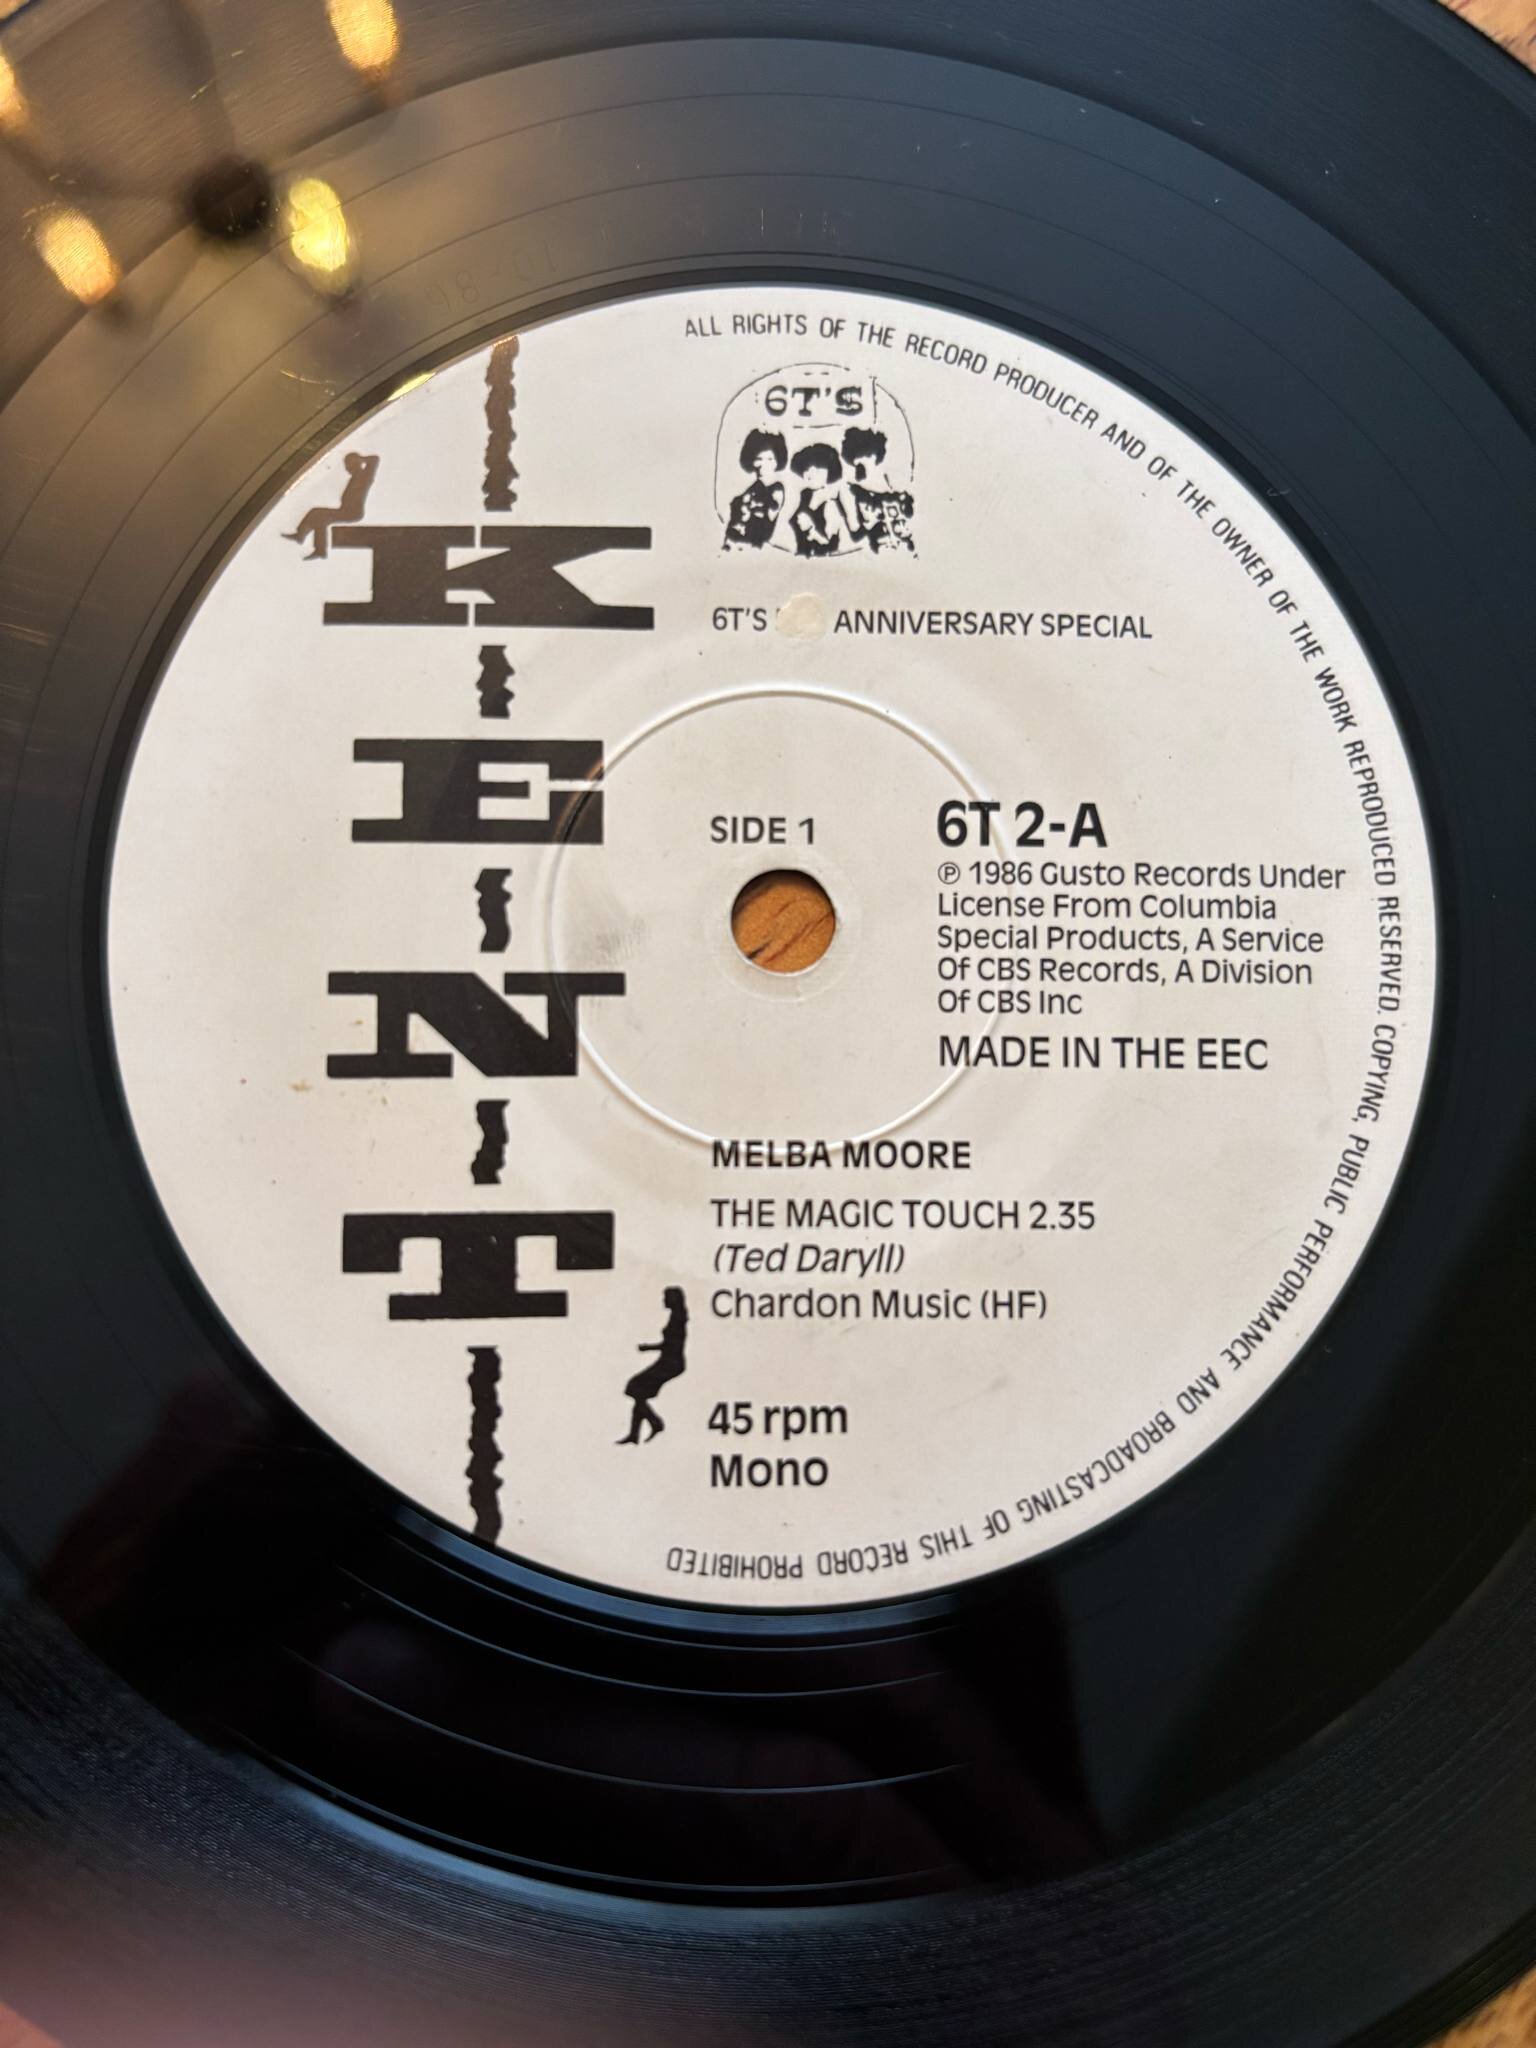 ALL RIGHTS OF THE RECORD PRODUCER AND OF THE OWNER OF THE WORK REPRODUCED RESERVED. COPYING, PUBLIC PERFORMANCE AND BROADCASTING OF THIS RECORD PROHIBITED
KENT
6T'S
6T'S ANNIVERSARY SPECIAL
SIDE 1
6T 2-A
℗ 1986 Gusto Records Under
License From Columbia
Special Products, A Service
Of CBS Records, A Division
Of CBS Inc
MADE IN THE EEC
MELBA MOORE
THE MAGIC TOUCH 2.35
(Ted Daryll)
Chardon Music (HF)
45 rpm
Mono